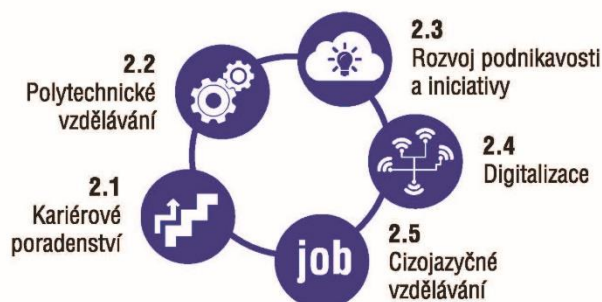 2.3
Rozvoj podnikavosti
a iniciativy
2.2
Polytechnické
vzdělávání
2.4
Digitalizace
2.1
Kariérové
poradenství
job
2.5
Cizojazyčné
vzdělávání